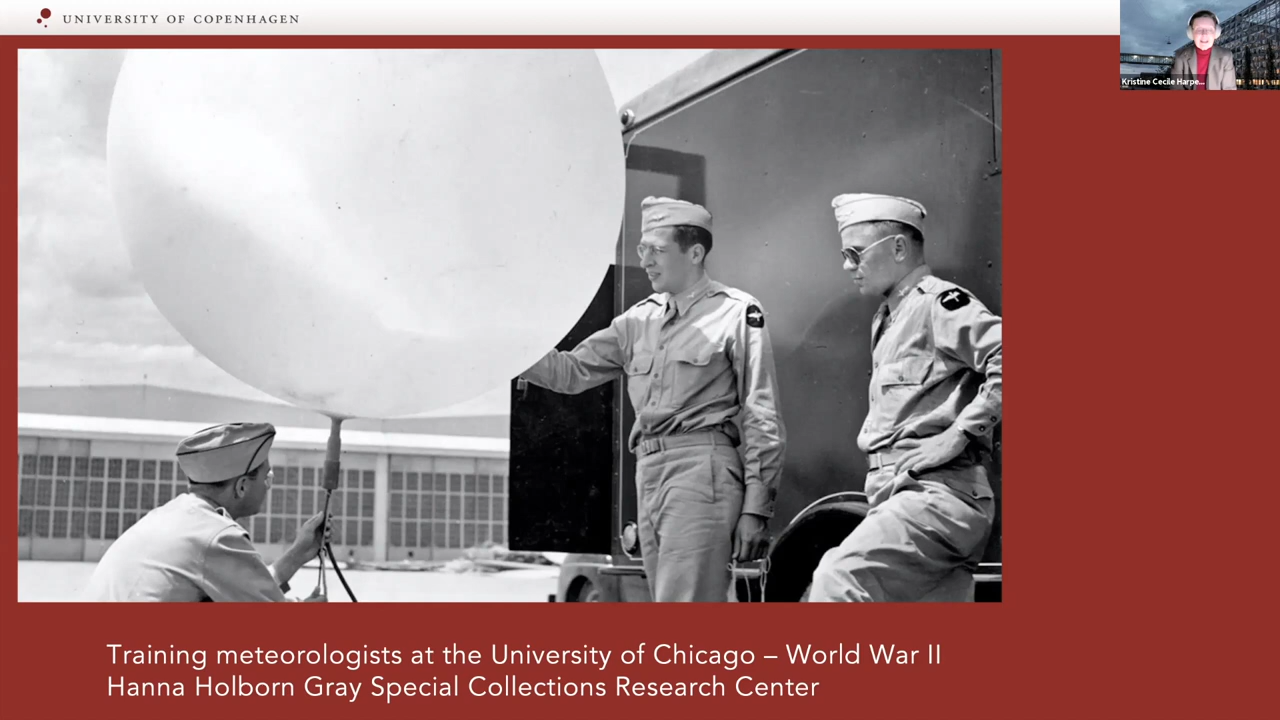 UNIVERSITY OF COPENHAGEN
Kristine Cecile Harpe...
Training meteorologists at the University of Chicago – World War II
Hanna Holborn Gray Special Collections Research Center